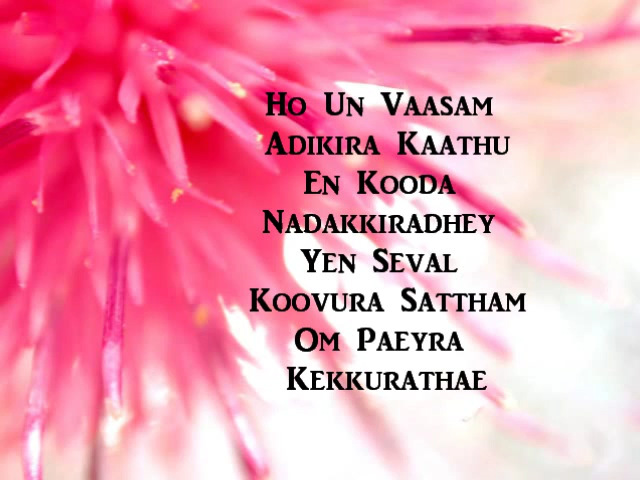 Ho Un Vaasam
Adikira Kaathu
En Kooda
Nadakkiradhey
Yen Seval
Koovura Sattham
Om Paeyra
Kekkurathae